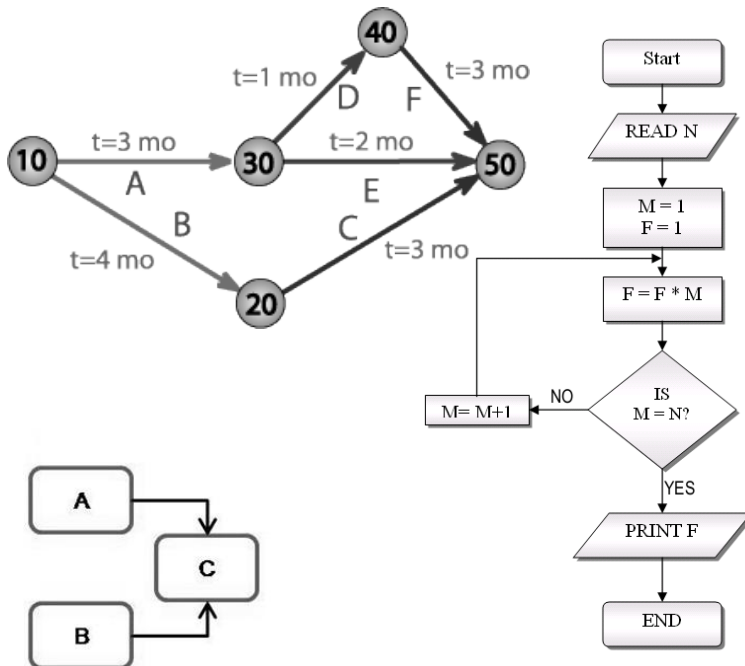 40
t=1 mo
D
F
t=3 mo
10
t=3 mo
A
30
t=2 mo
E
50
B
t=4 mo
C
t=3 mo
20
Start
READ N
M = 1
F = 1
F = F * M
IS
M = N?
NO
M= M+1
YES
PRINT F
END
A
C
B